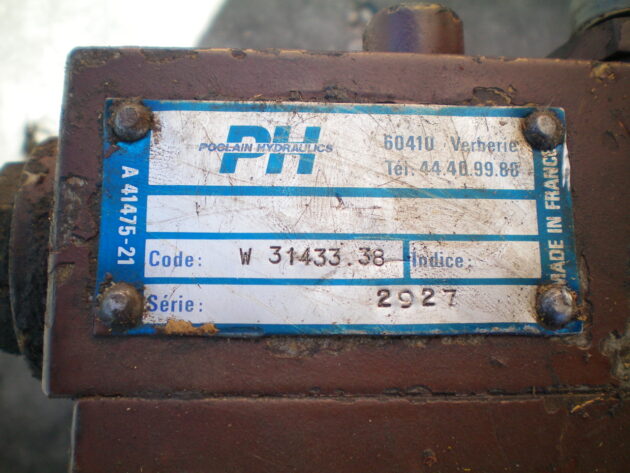 PH
POCLAIN HYDRAULICS
60410 Verberie
Tél. 44.40.99.88
A 41475-21
MADE IN FRANCE
Code: W 31433.38 Indice:
Série: 2927